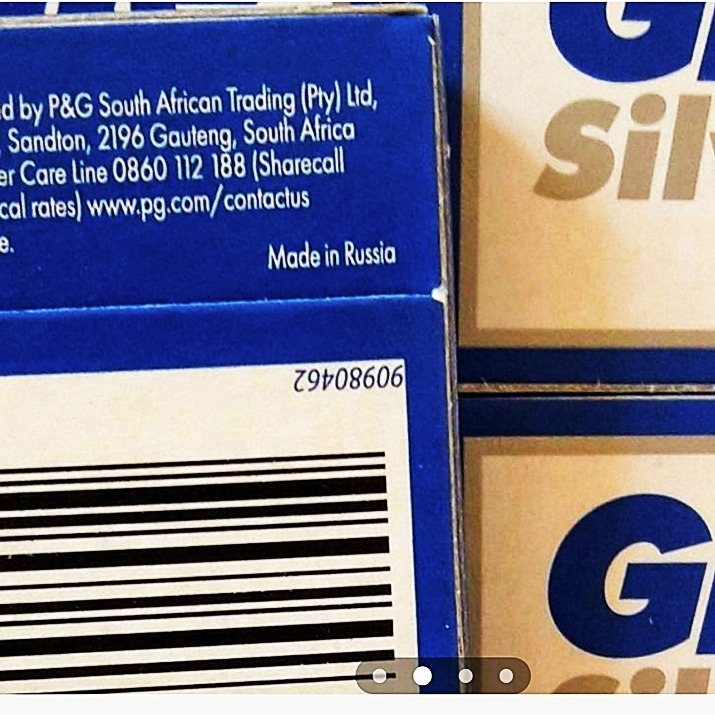 d by P&G South African Trading (Pty) Ltd,
, Sandton, 2196 Gauteng, South Africa
er Care Line 0860 112 188 (Sharecall
cal rates) www.pg.com/contactus
e.
Made in Russia
90980462
G
Silv
G